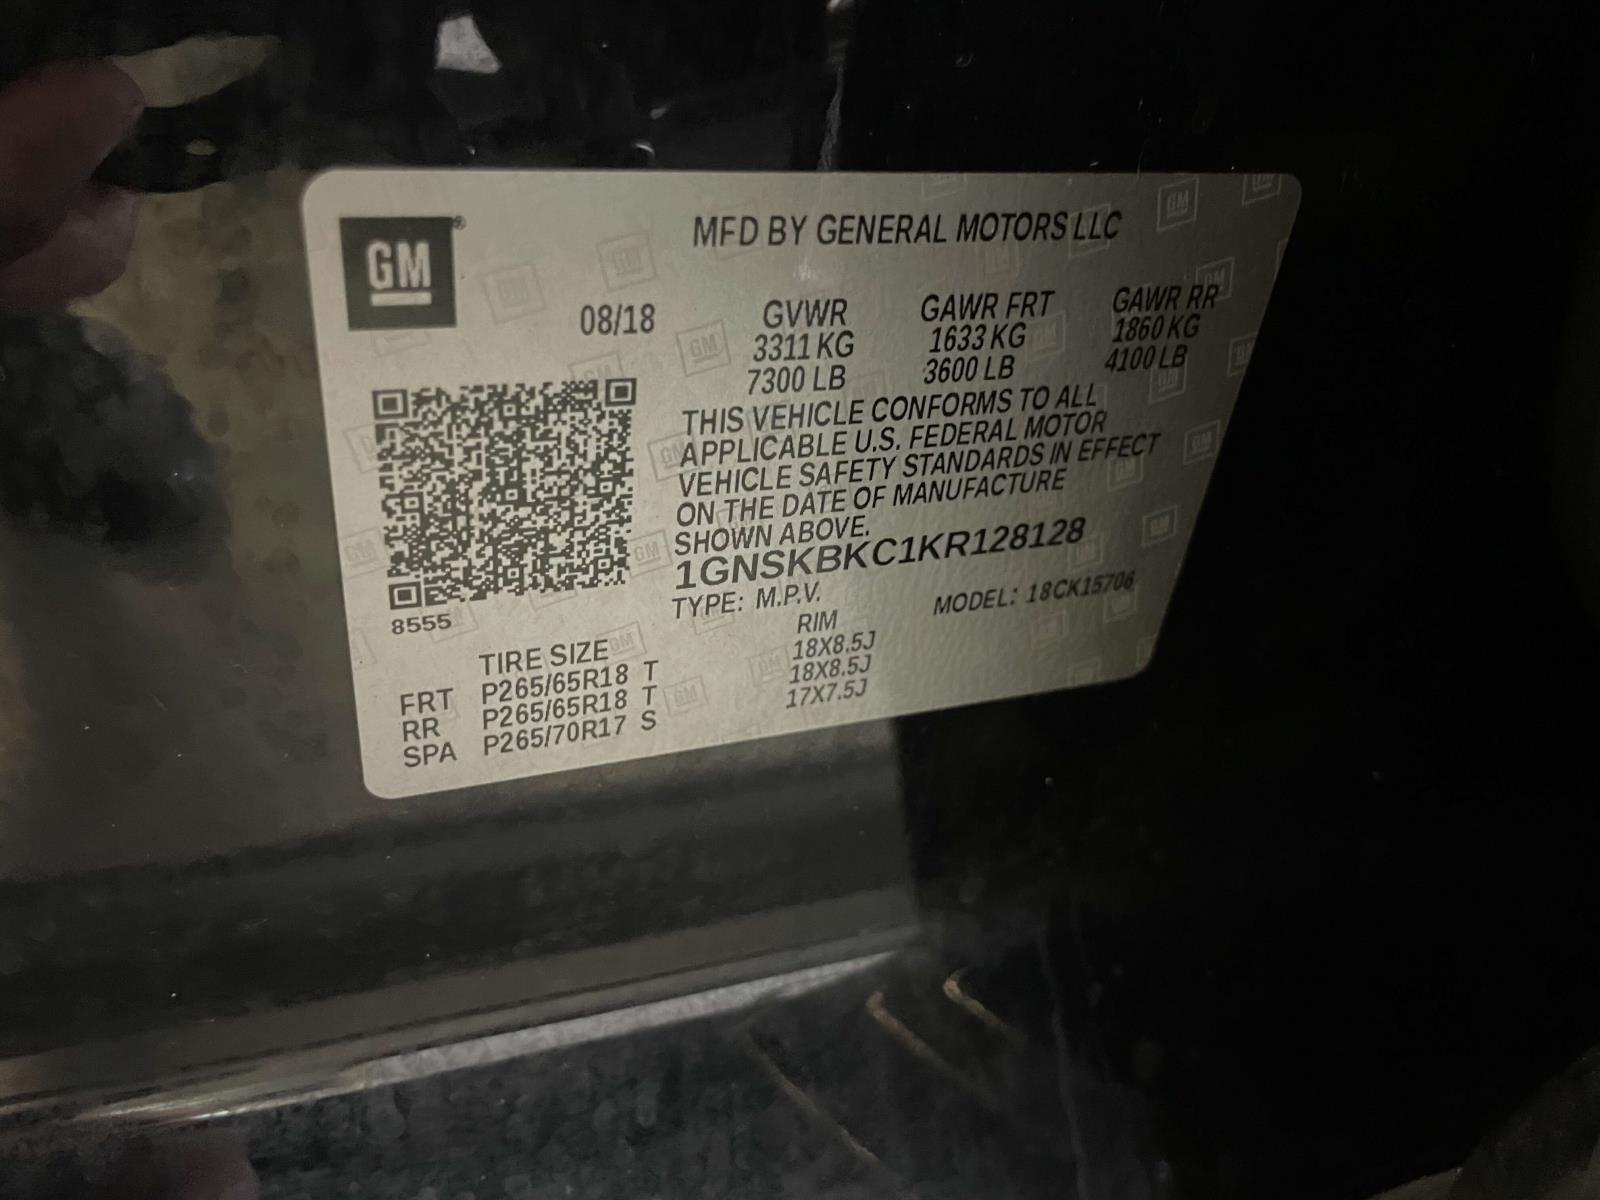 GM®
MFD BY GENERAL MOTORS LLC
08/18 GVWR GAWR FRT GAWR RR
3311 KG 1633 KG 1860 KG
7300 LB 3600 LB 4100 LB
THIS VEHICLE CONFORMS TO ALL
APPLICABLE U.S. FEDERAL MOTOR
VEHICLE SAFETY STANDARDS IN EFFECT
ON THE DATE OF MANUFACTURE
SHOWN ABOVE.
1GNSKBKC1KR128128
TYPE: M.P.V. MODEL: 18CK15706
8555
TIRE SIZE RIM
FRT P265/65R18 T 18X8.5J
RR P265/65R18 T 18X8.5J
SPA P265/70R17 S 17X7.5J